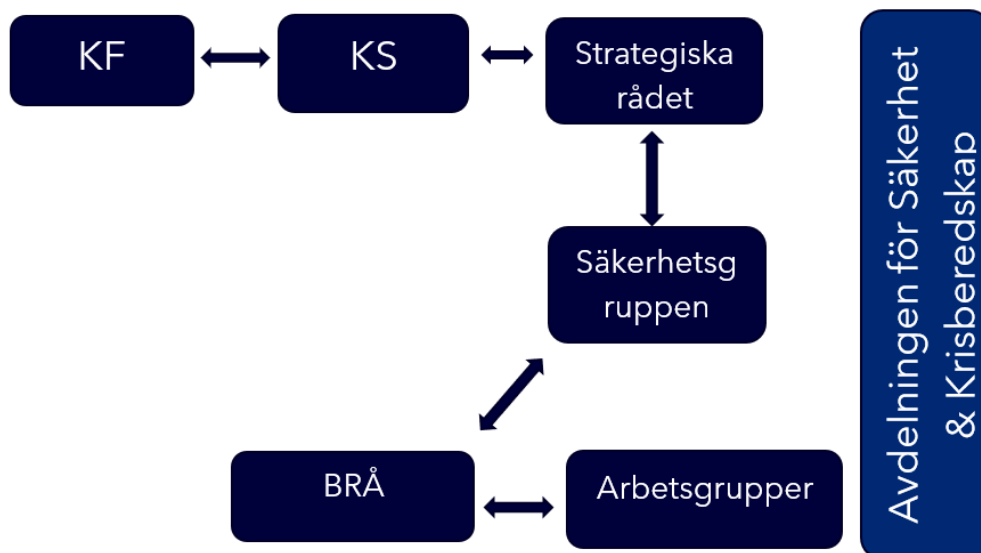 KF
KS
Strategiska
rådet
Säkerhetsg
ruppen
BRÅ
Arbetsgrupper
Avdelningen för Säkerhet
& Krisberedskap